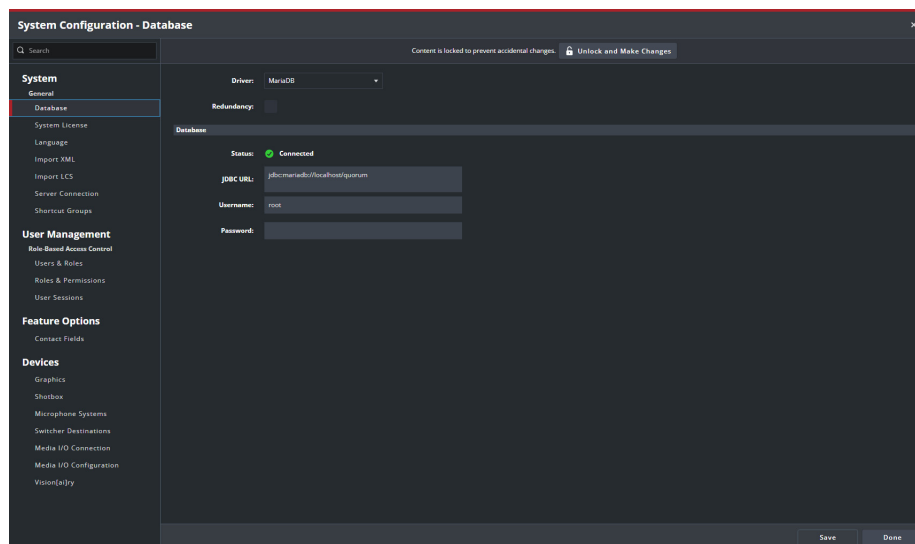 System Configuration - Database
Search
Content is locked to prevent accidental changes. Unlock and Make Changes
System
General
Database
System License
Language
Import XML
Import LCS
Server Connection
Shortcut Groups
User Management
Role-Based Access Control
Users & Roles
Roles & Permissions
User Sessions
Feature Options
Contact Fields
Devices
Graphics
Shotbox
Microphone Systems
Switcher Destinations
Media I/O Connection
Media I/O Configuration
Vision[ai]ry
Driver: MariaDB
Redundancy:
Database
Status: Connected
JDBC URL: jdbc:mariadb://localhost/quorum
Username: root
Password:
Save Done